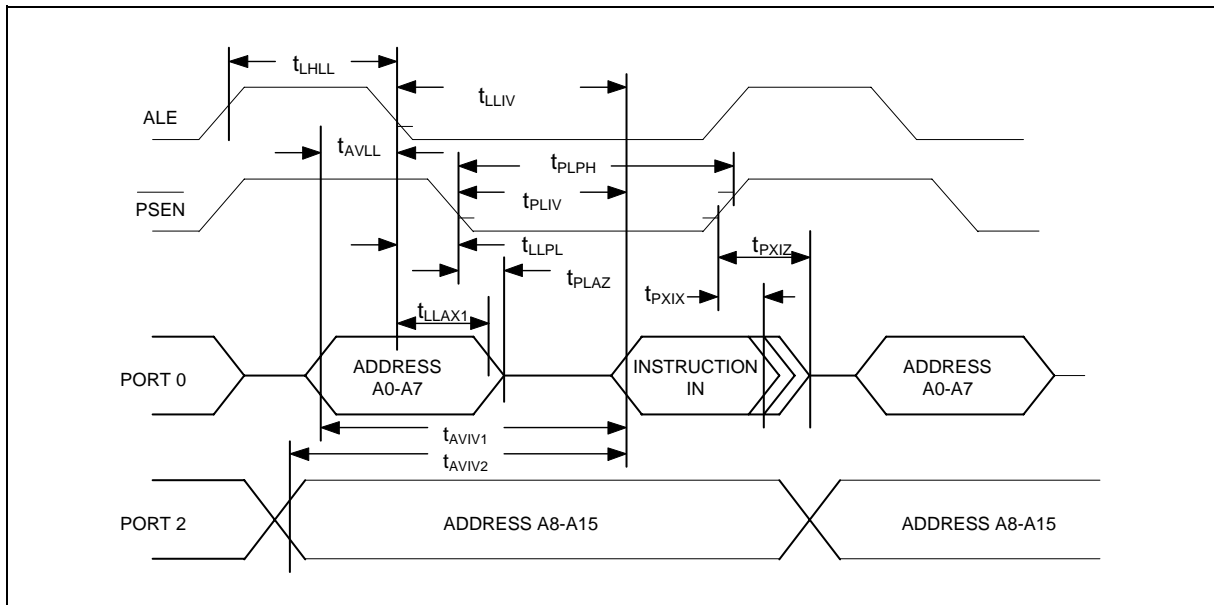 tLHLL
tLLIV
ALE
tAVLL
tPLPH
PSEN
tPLIV
tLLPL
tPXIZ
tPLAZ
tPXIX
tLLAX1
PORT 0
ADDRESS
A0-A7
INSTRUCTION
IN
ADDRESS
A0-A7
tAVIV1
tAVIV2
PORT 2
ADDRESS A8-A15
ADDRESS A8-A15